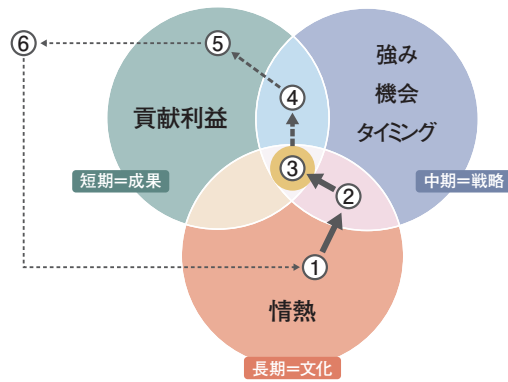 ⑥
⑤
強み
機会
タイミング
④
貢献利益
③
短期=成果
中期=戦略
②
①
情熱
長期=文化